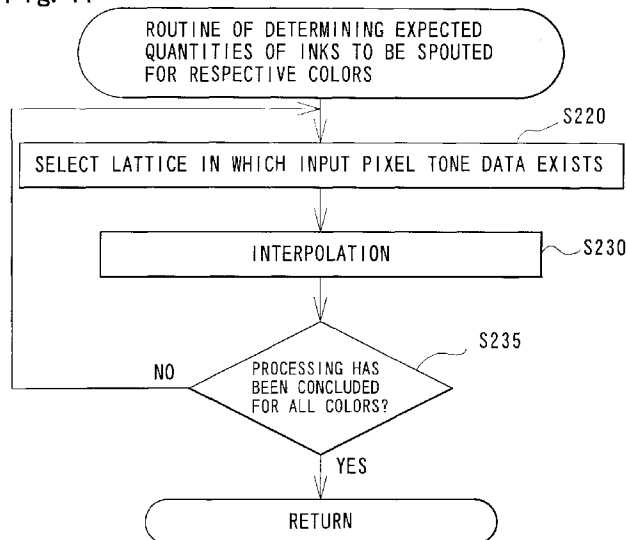 Fig.
ROUTINE OF DETERMINING EXPECTED
QUANTITIES OF INKS TO BE SPOUTED
FOR RESPECTIVE COLORS
S220
SELECT LATTICE IN WHICH INPUT PIXEL TONE DATA EXISTS
INTERPOLATION
S230
S235
NO
PROCESSING HAS
BEEN CONCLUDED
FOR ALL COLORS?
YES
RETURN